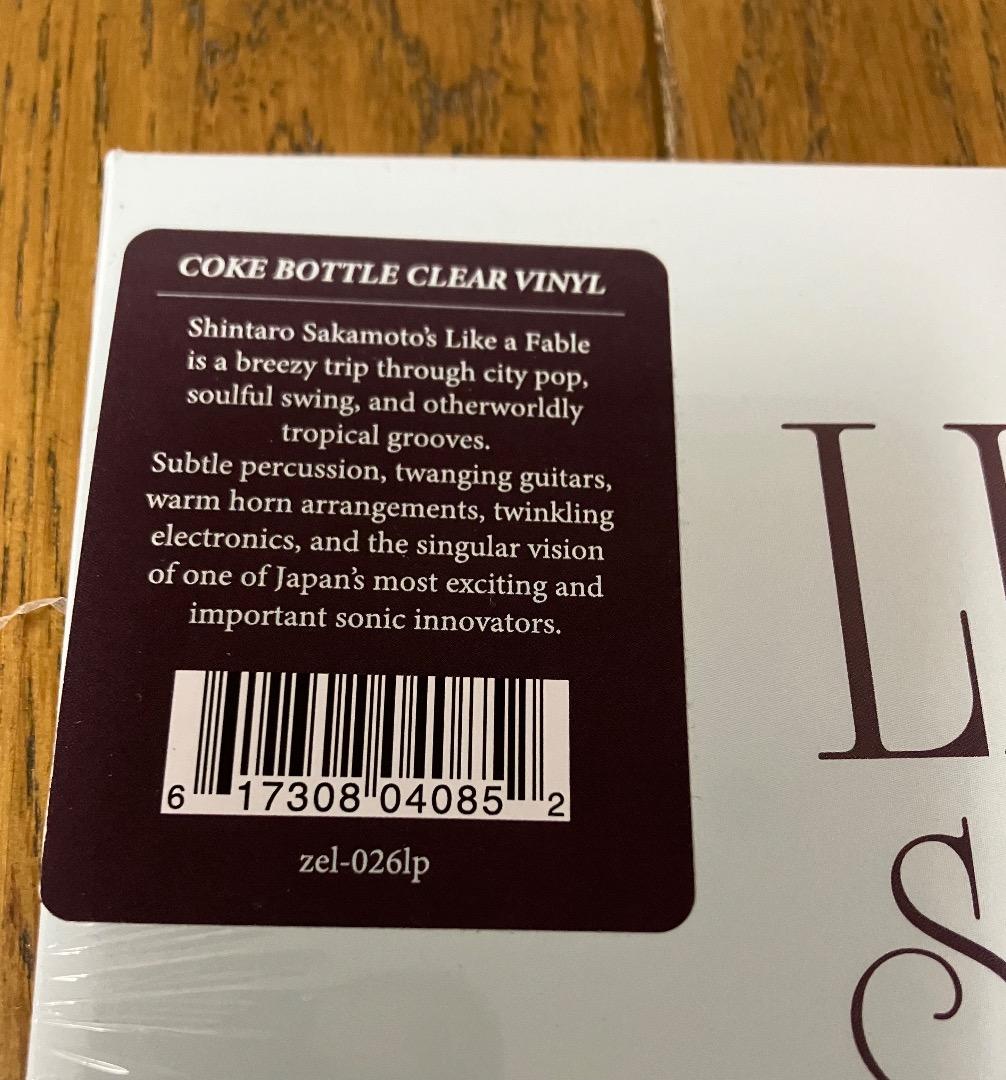 COKE BOTTLE CLEAR VINYL
Shintaro Sakamoto's Like a Fable
is a breezy trip through city pop,
soulful swing, and otherworldly
tropical grooves.
Subtle percussion, twanging guitars,
warm horn arrangements, twinkling
electronics, and the singular vision
of one of Japan's most exciting and
important sonic innovators.
6 17308 04085 2
zel-026lp
L
S